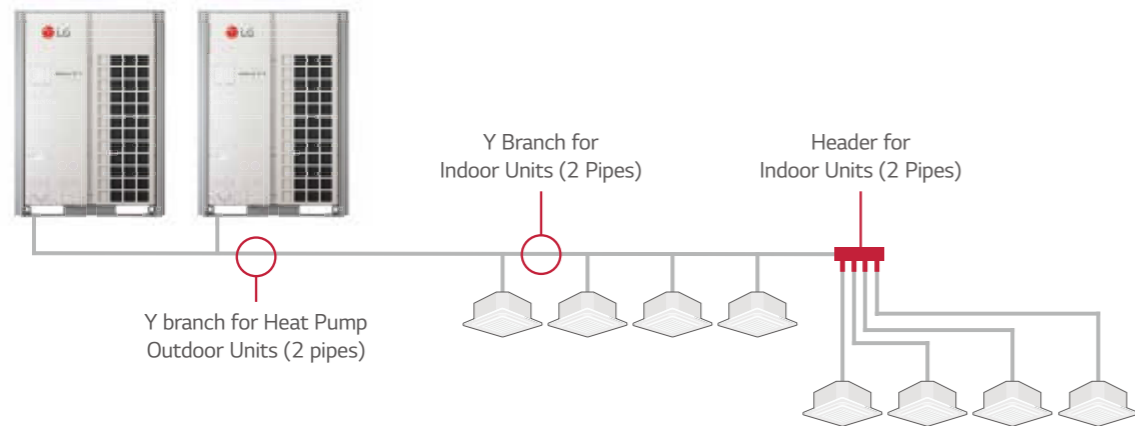 LG
LG
Y Branch for
Indoor Units (2 Pipes)
Header for
Indoor Units (2 Pipes)
Y branch for Heat Pump
Outdoor Units (2 pipes)